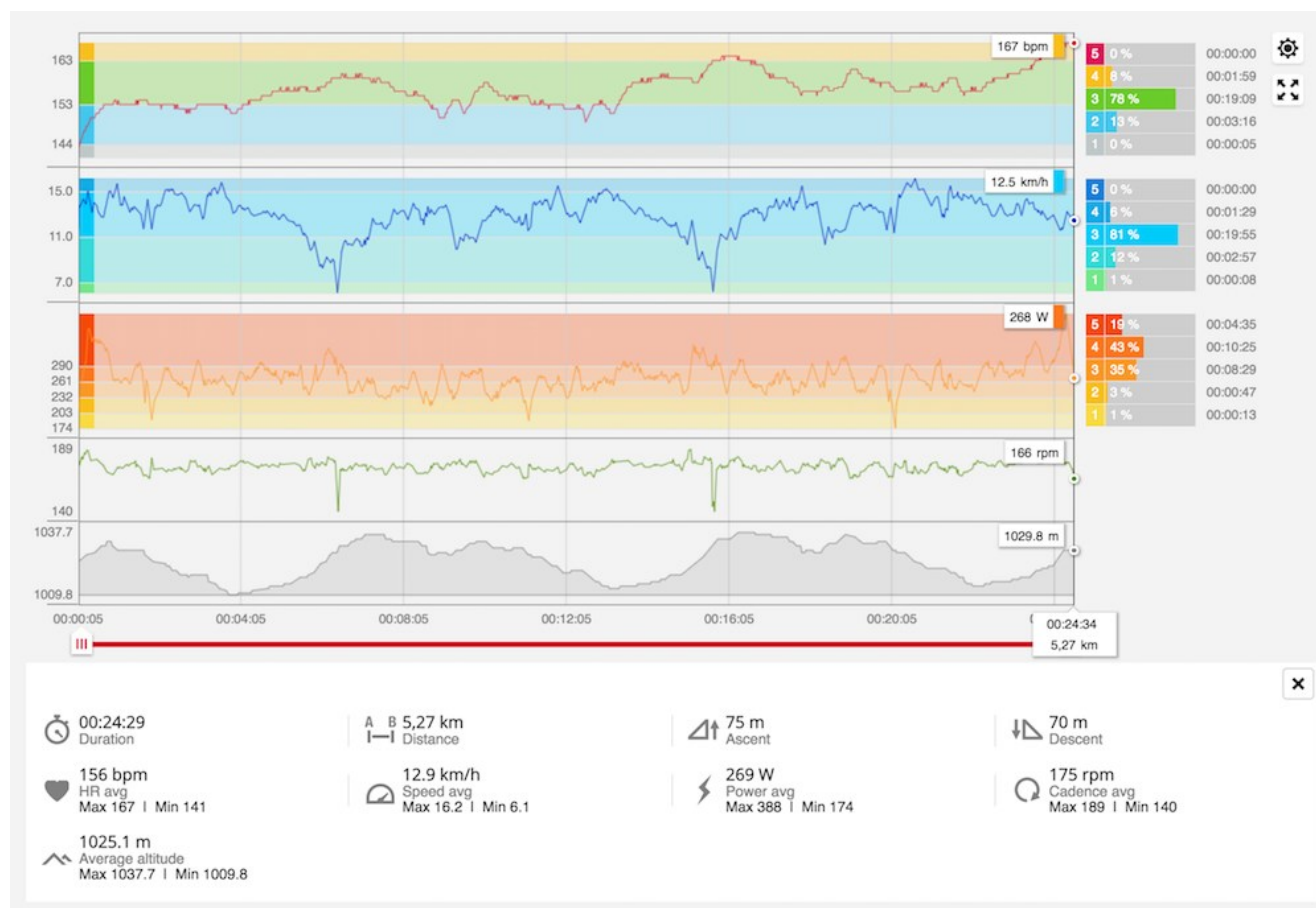 167 bpm
163
153
144
5 0 % 00:00:00
4 8 % 00:01:59
3 78 % 00:19:09
2 13 % 00:03:16
1 0 % 00:00:05
12.5 km/h
15.0
11.0
7.0
5 0 % 00:00:00
4 6 % 00:01:29
3 81 % 00:19:55
2 12 % 00:02:57
1 1 % 00:00:08
268 W
290
261
232
203
174
5 19 % 00:04:35
4 43 % 00:10:25
3 35 % 00:08:29
2 3 % 00:00:47
1 1 % 00:00:13
189
166 rpm
140
1037.7
1029.8 m
1009.8
00:00:05 00:04:05 00:08:05 00:12:05 00:16:05 00:20:05
00:24:34
5,27 km
00:24:29
Duration
A B
5,27 km
Distance
75 m
Ascent
70 m
Descent
156 bpm
HR avg
Max 167 | Min 141
12.9 km/h
Speed avg
Max 16.2 | Min 6.1
269 W
Power avg
Max 388 | Min 174
175 rpm
Cadence avg
Max 189 | Min 140
1025.1 m
Average altitude
Max 1037.7 | Min 1009.8